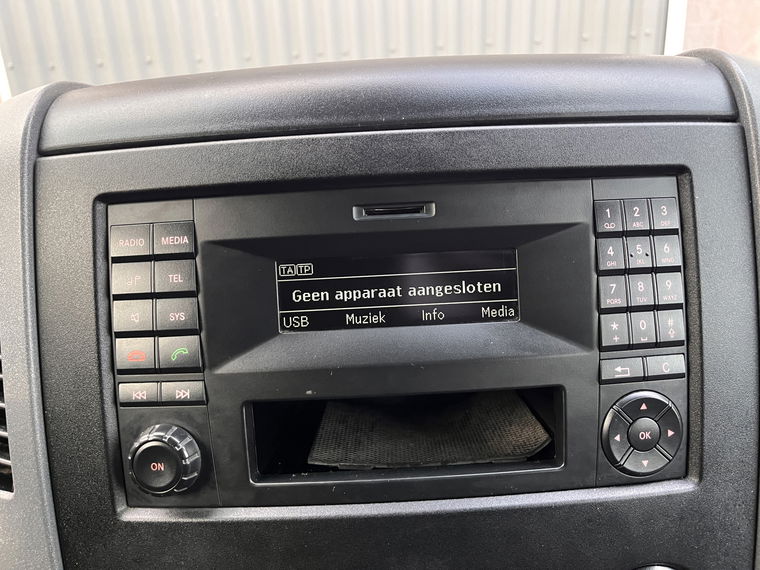 RADIO MEDIA
TEL
SYS
TA TP
Geen apparaat aangesloten
USB Muziek Info Media
1 2 ABC 3 DEF
4 GHI 5 JKL 6 MNO
7 PQRS 8 TUV 9 WXYZ
* + 0 #
C
ON
OK